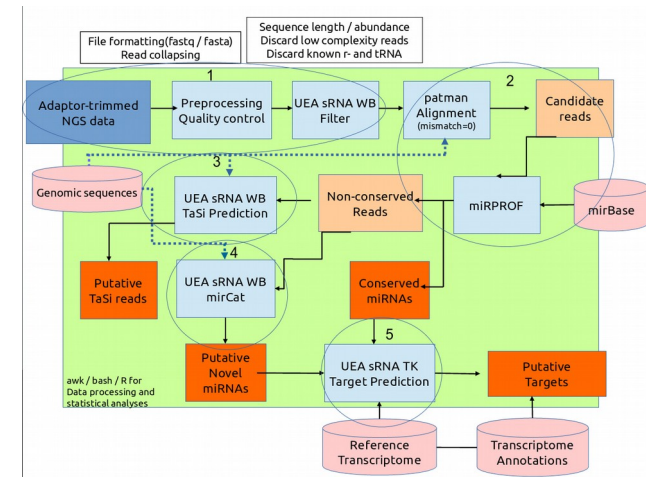 File formatting(fastq / fasta)
Read collapsing
Sequence length / abundance
Discard low complexity reads
Discard known r- and tRNA
1
2
Adaptor-trimmed
NGS data
Preprocessing
Quality control
UEA sRNA WB
Filter
patman
Alignment
(mismatch=0)
Candidate
reads
3
Genomic sequences
UEA sRNA WB
TaSi Prediction
Non-conserved
Reads
miRPROF
mirBase
4
Putative
TaSi reads
UEA sRNA WB
mirCat
Conserved
miRNAs
5
Putative
Novel
miRNAs
UEA sRNA TK
Target Prediction
Putative
Targets
awk / bash / R for
Data processing and
statistical analyses
Reference
Transcriptome
Transcriptome
Annotations